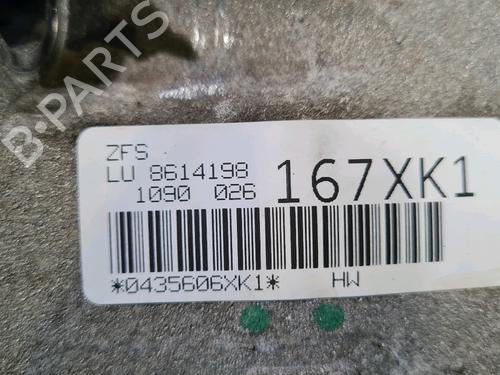 B-PARTS
ZFS
LU 8614198
1090 026
167XK1
*0435606XK1* HW